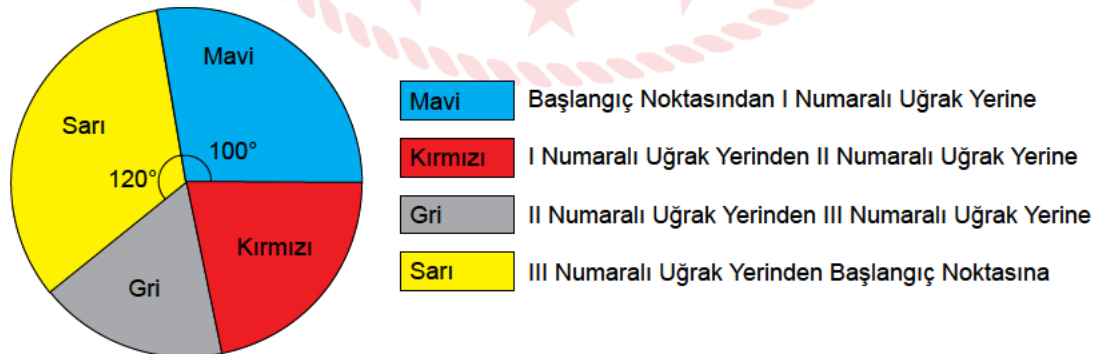 Mavi
Sarı
100°
120°
Kırmızı
Gri
Mavi Başlangıç Noktasından I Numaralı Uğrak Yerine
Kırmızı I Numaralı Uğrak Yerinden II Numaralı Uğrak Yerine
Gri II Numaralı Uğrak Yerinden III Numaralı Uğrak Yerine
Sarı III Numaralı Uğrak Yerinden Başlangıç Noktasına